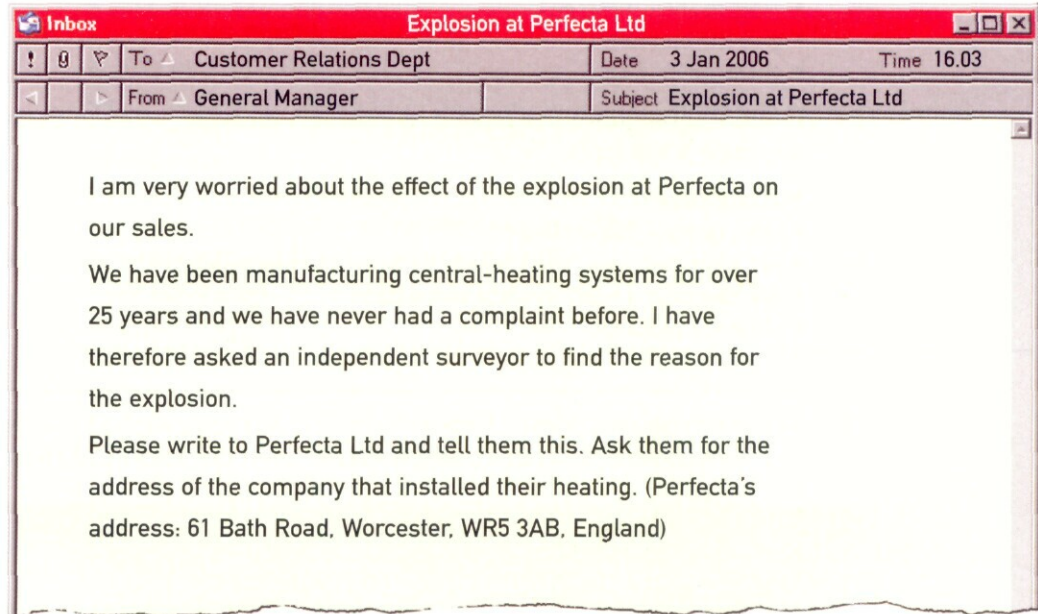 Inbox Explosion at Perfecta Ltd
! To Customer Relations Dept Date 3 Jan 2006 Time 16.03
From General Manager Subject Explosion at Perfecta Ltd
I am very worried about the effect of the explosion at Perfecta on
our sales.
We have been manufacturing central-heating systems for over
25 years and we have never had a complaint before. I have
therefore asked an independent surveyor to find the reason for
the explosion.
Please write to Perfecta Ltd and tell them this. Ask them for the
address of the company that installed their heating. (Perfecta's
address: 61 Bath Road, Worcester, WR5 3AB, England)